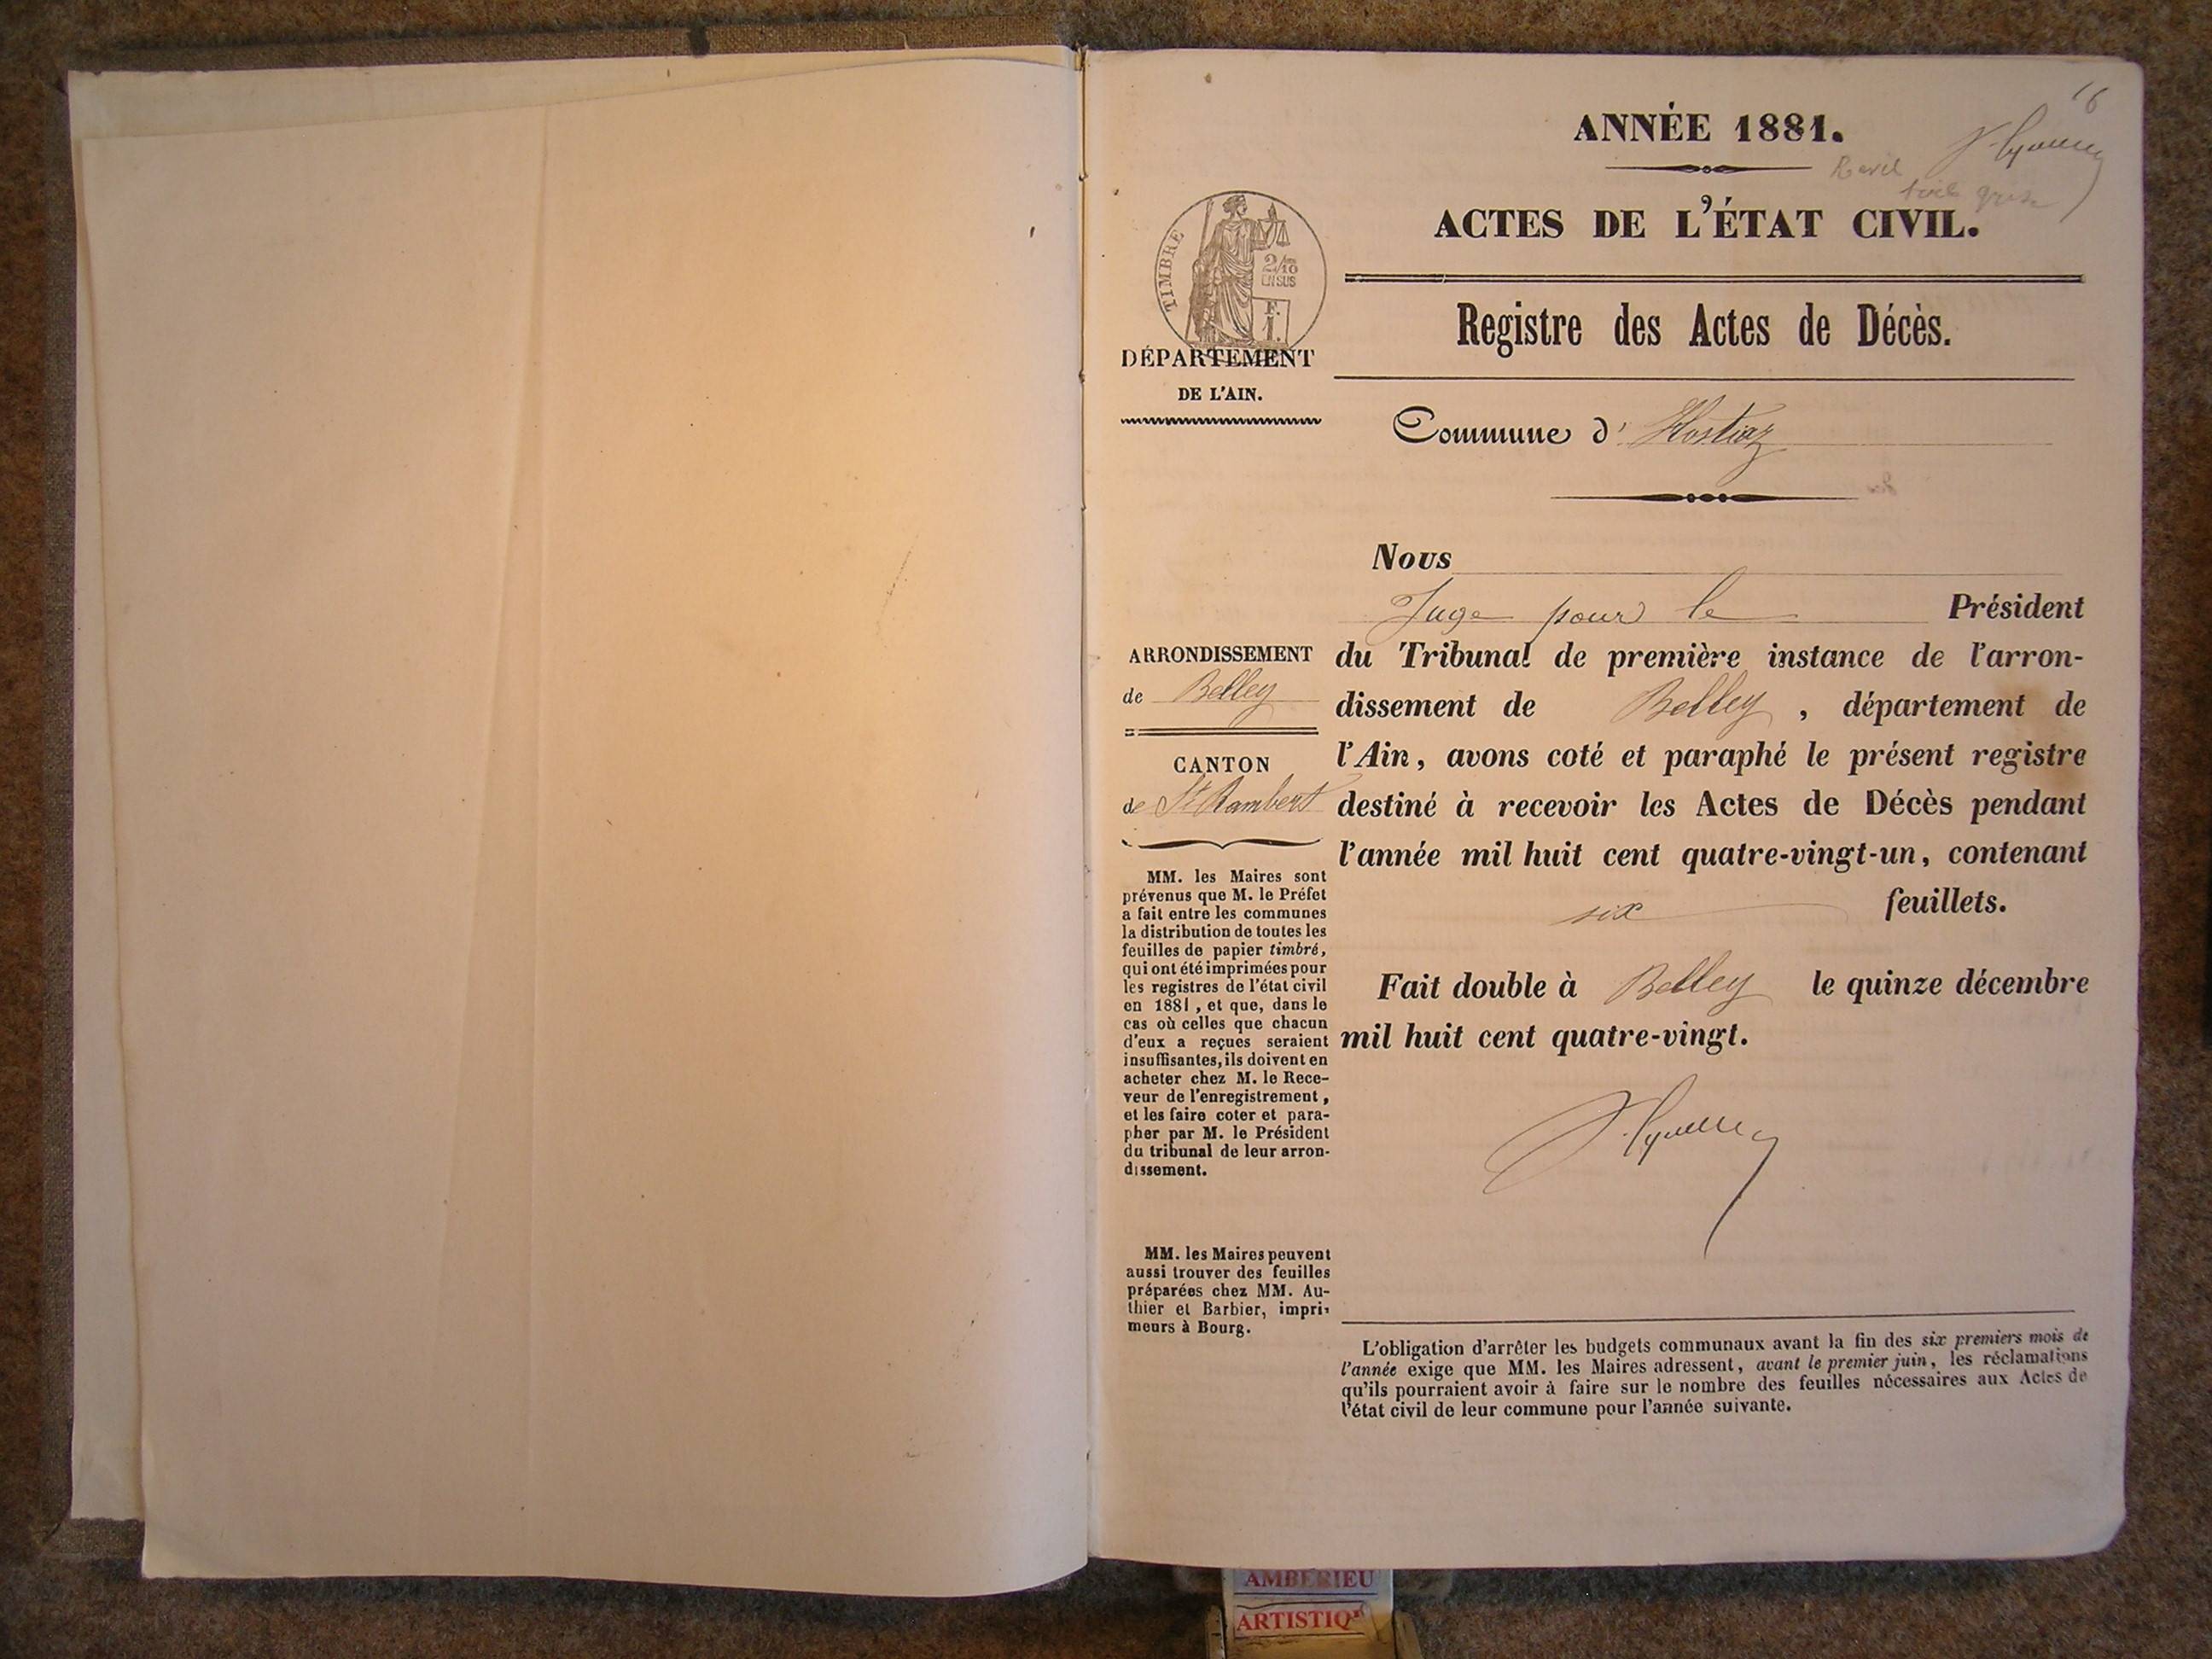 16
ANNÉE 1881.
ACTES DE L'ÉTAT CIVIL.
Registre des Actes de Décès.
Commune d' Hostiaz
TIMBRE
2/10
EN SUS
F.
1.
DÉPARTEMENT
DE L'AIN.
ARRONDISSEMENT
de Belley
CANTON
de St Rambert
MM. les Maires sont
prévenus que M. le Préfet
a fait entre les communes
la distribution de toutes les
feuilles de papier timbré,
qui ont été imprimées pour
les registres de l'état civil
en 1881, et que, dans le
cas où celles que chacun
d'eux a reçues seraient
insuffisantes, ils doivent en
acheter chez M. le Rece-
veur de l'enregistrement,
et les faire coter et para-
pher par M. le Président
du tribunal de leur arron-
dissement.
MM. les Maires peuvent
aussi trouver des feuilles
préparées chez MM. Au-
thier et Barbier, impri-
meurs à Bourg.
Nous
Juge pour le Président
du Tribunal de première instance de l'arron-
dissement de Belley, département de
l'Ain, avons coté et paraphé le présent registre
destiné à recevoir les Actes de Décès pendant
l'année mil huit cent quatre-vingt-un, contenant
six feuillets.
Fait double à Belley le quinze décembre
mil huit cent quatre-vingt.
L'obligation d'arrêter les budgets communaux avant la fin des six premiers mois de
l'année exige que MM. les Maires adressent, avant le premier juin, les réclamations
qu'ils pourraient avoir à faire sur le nombre des feuilles nécessaires aux Actes de
l'état civil de leur commune pour l'année suivante.
AMBERIEU
ARTISTIQ